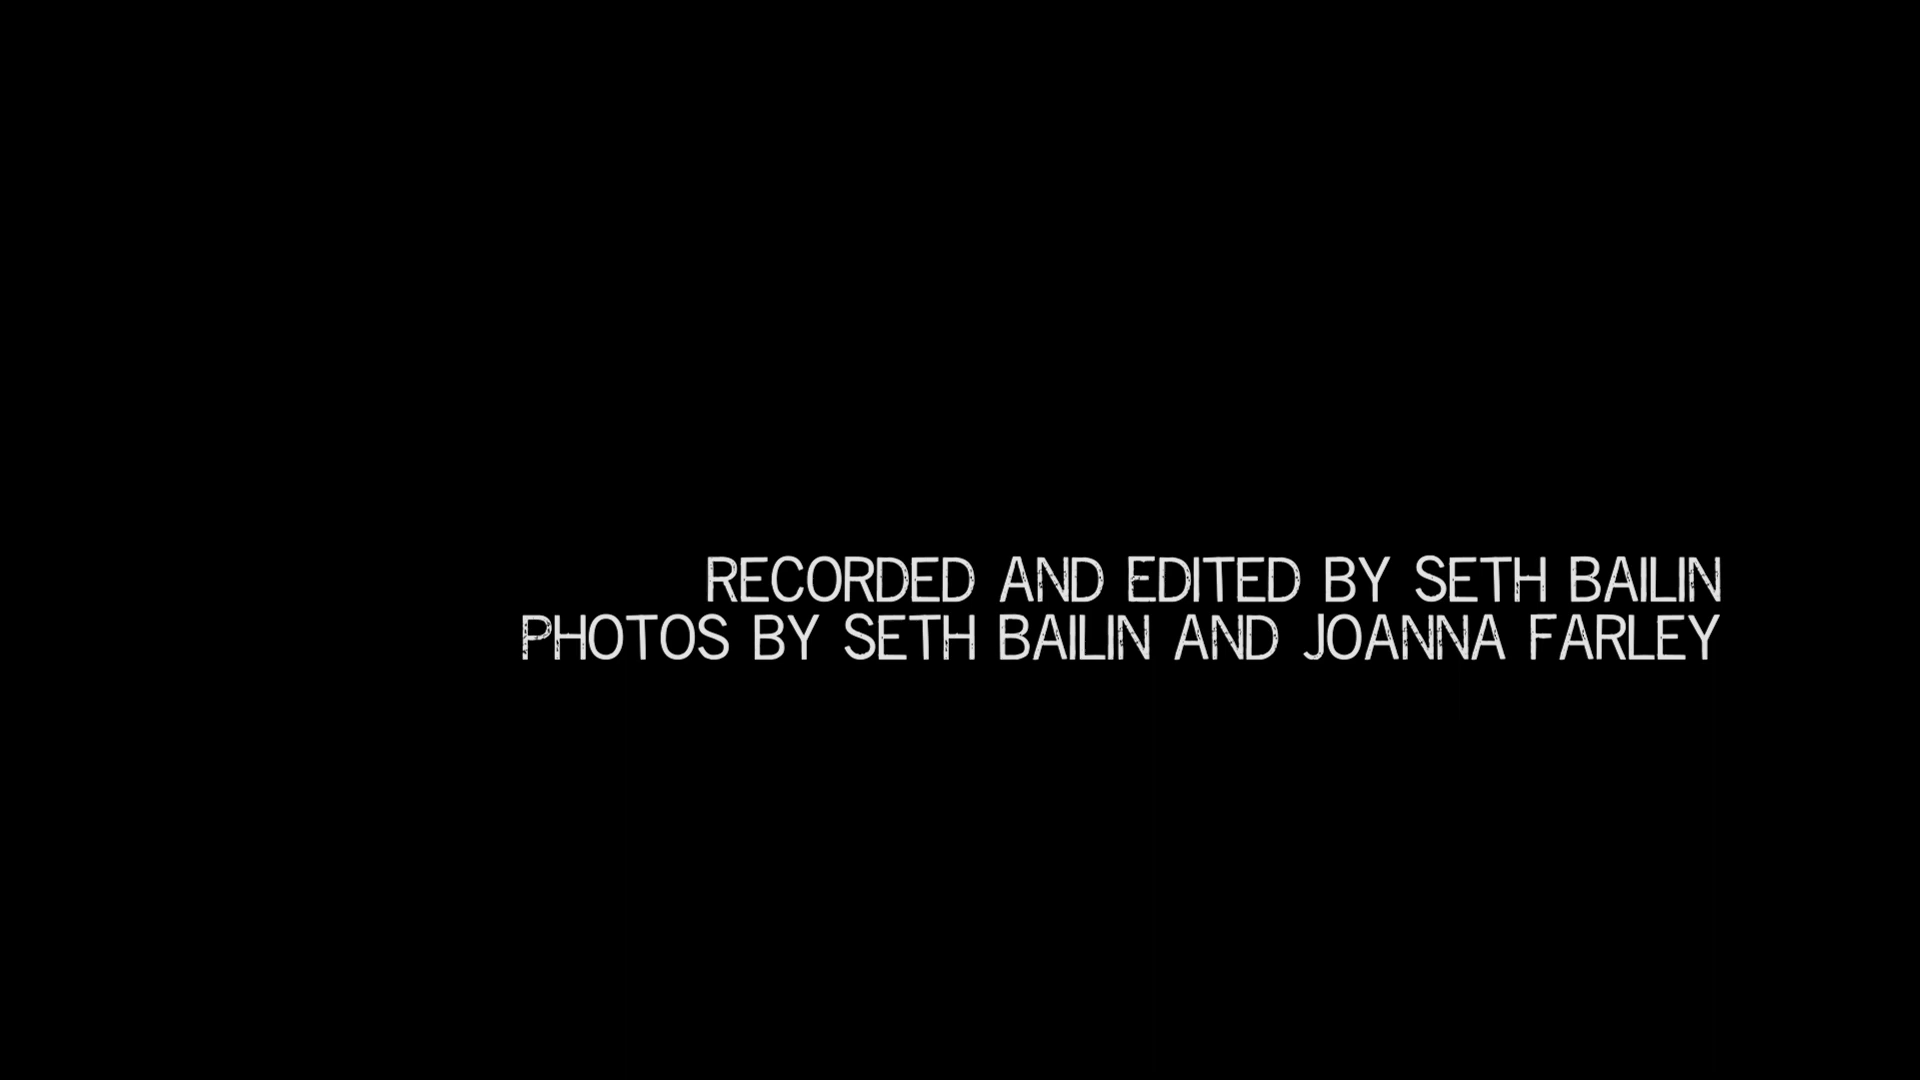 RECORDED AND EDITED BY SETH BAILIN
PHOTOS BY SETH BAILIN AND JOANNA FARLEY